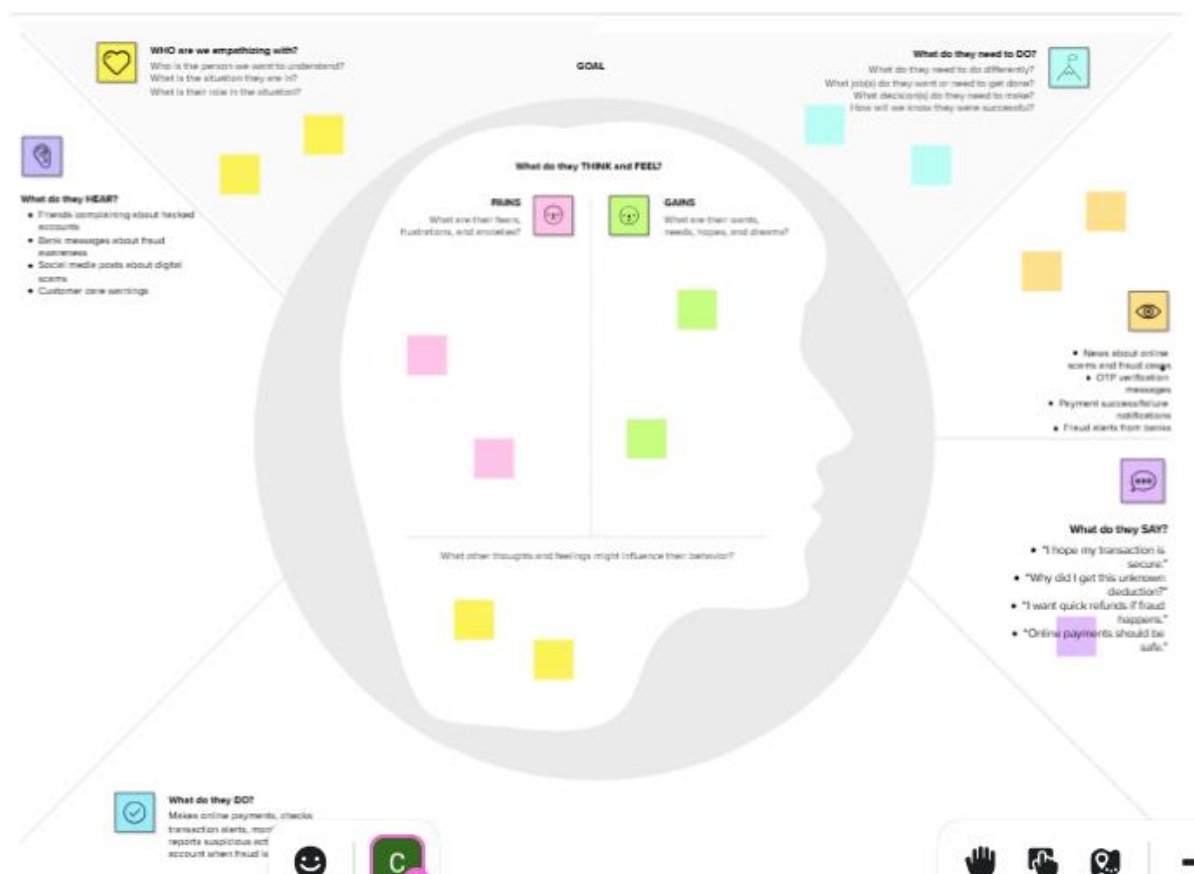 WHO are we empathizing with?
Who is the person we want to understand?
What is the situation they are in?
What is their role in the situation?
GOAL
What do they need to DO?
What do they need to do differently?
What job(s) do they want or need to get done?
What decision(s) do they need to make?
How will we know they were successful?
What do they HEAR?
• Friends complaining about hacked
accounts
• Bank messages about fraud
awareness
• Social media posts about digital
scams
• Customer care warnings
What do they THINK and FEEL?
PAINS
What are their fears,
frustrations, and anxieties?
GAINS
What are their wants,
needs, hopes, and dreams?
• News about online
scams and fraud cases
• OTP verification
messages
• Payment success/failure
notifications
• Fraud alerts from banks
What do they SAY?
• "I hope my transaction is
secure."
• "Why did I get this unknown
deduction?"
• "I want quick refunds if fraud
happens."
• "Online payments should be
safe."
What other thoughts and feelings might influence their behavior?
What do they DO?
Makes online payments, checks
transaction alerts,
reports suspicious
account when fraud is
C